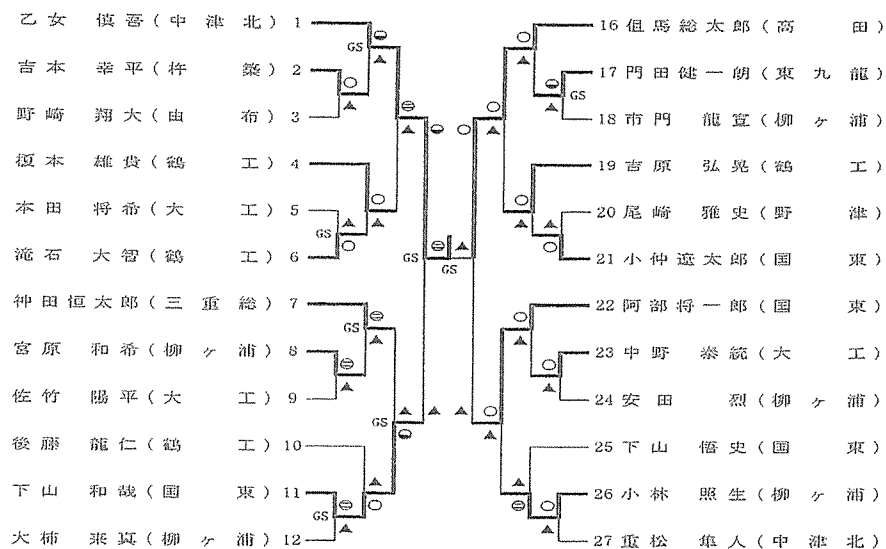 乙女 慎吾(中津北) 1
吉本 幸平(杵築) 2
野崎 翔大(由布) 3
榎本 雄貴(鶴工) 4
本田 将希(大工) 5
滝石 大智(鶴工) 6
神田恒太郎(三重総) 7
宮原 和希(柳ヶ浦) 8
佐竹 陽平(大工) 9
後藤 龍仁(鶴工) 10
下山 和哉(国東) 11
大柿 来真(柳ヶ浦) 12
GS
GS
GS
GS
GS
GS
GS
GS
16 但馬総太郎(高田)
17 門田健一朗(東九龍)
18 市門 龍宣(柳ヶ浦)
19 吉原 弘晃(鶴工)
20 尾崎 雅史(野津)
21 小仲遼太郎(国東)
22 阿部将一郎(国東)
23 中野 泰統(大工)
24 安田 烈(柳ヶ浦)
25 下山 悟史(国東)
26 小林 照生(柳ヶ浦)
27 重松 隼人(中津北)